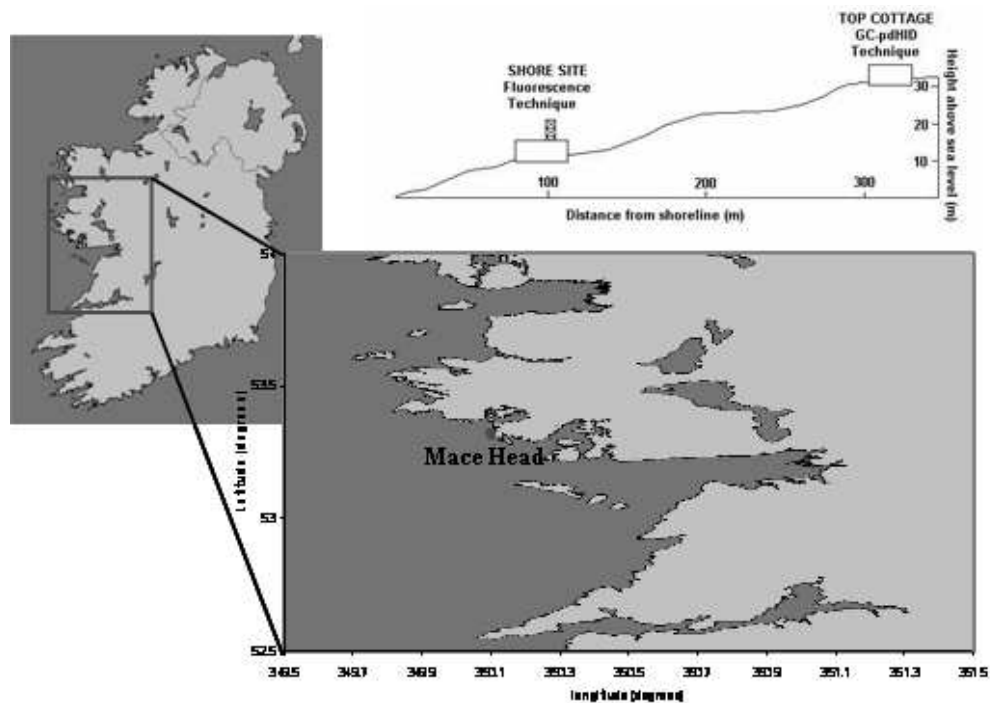 TOP COTTAGE
GC-pdHID
Technique
SHORE SITE
Fluorescence
Technique
Height above sea level (m)
30
20
10
100 200 300
Distance from shoreline (m)
53.5
53
52.5
Latitude (degrees)
Mace Head
349.5 349.7 349.9 350.1 350.3 350.5 350.7 350.9 351.1 351.3 351.5
longitude (degrees)